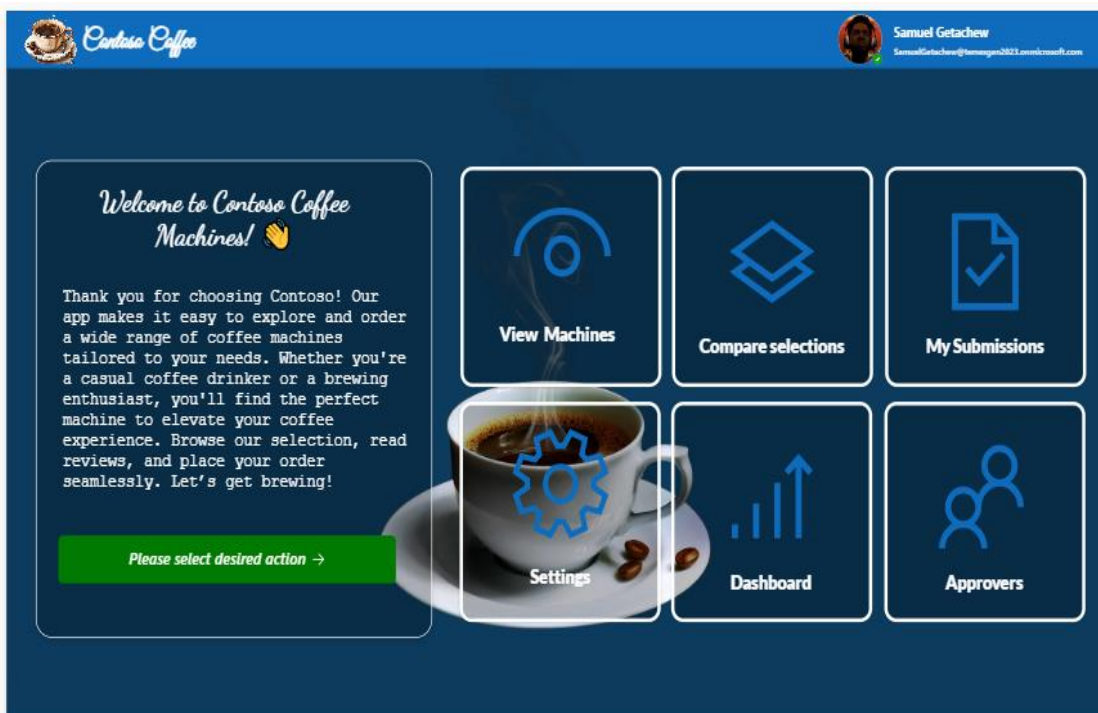 Contoso Coffee
Samuel Getachew
SamuelGetachew@temesgen2023.onmicrosoft.com
Welcome to Contoso Coffee
Machines! 👋
Thank you for choosing Contoso! Our
app makes it easy to explore and order
a wide range of coffee machines
tailored to your needs. Whether you're
a casual coffee drinker or a brewing
enthusiast, you'll find the perfect
machine to elevate your coffee
experience. Browse our selection, read
reviews, and place your order
seamlessly. Let’s get brewing!
Please select desired action →
View Machines
Compare selections
My Submissions
Settings
Dashboard
Approvers